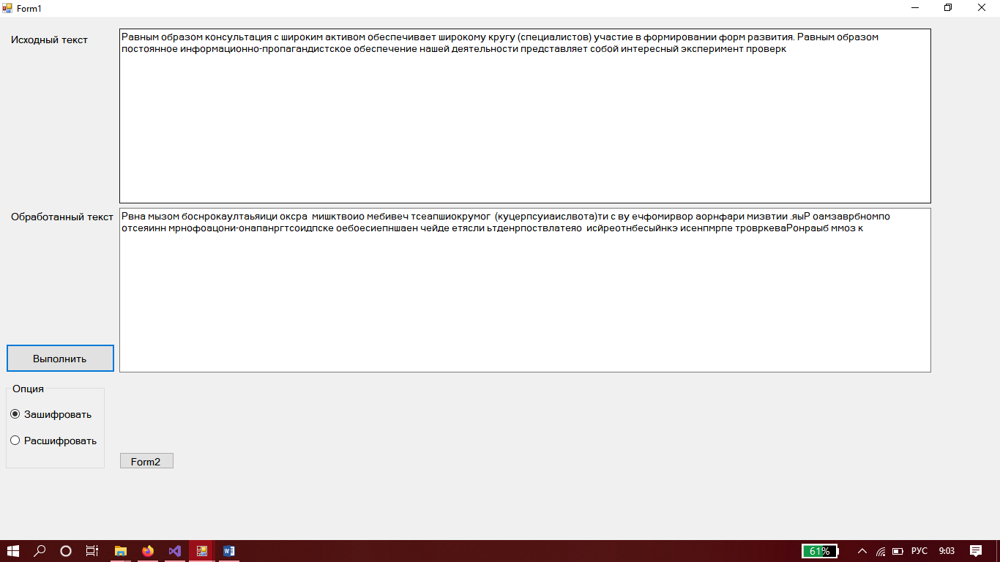 Form1
Исходный текст
Равным образом консультация с широким активом обеспечивает широкому кругу (специалистов) участие в формировании форм развития. Равным образом
постоянное информационно-пропагандистское обеспечение нашей деятельности представляет собой интересный эксперимент проверк
Обработанный текст
Рвна мызом боснрокаултаьяици оксра  мишктвоио мебивеч тсеапшиокрумог  (куцерпсуиаислвота)ти с ву ечфомирвор аорнфари мизвтии .яыР оамзаврбномпо
отсеяинн мрнофоацони-онапанргтсоидпске оебоесиепншаен чейде етясли ьтденрпоствлатеяо  исйреотнбесыйнкэ исенпмрпе тровркеваРонраыб ммоз к
Выполнить
Опция
Зашифровать
Расшифровать
Form2
61%
РУС
9:03